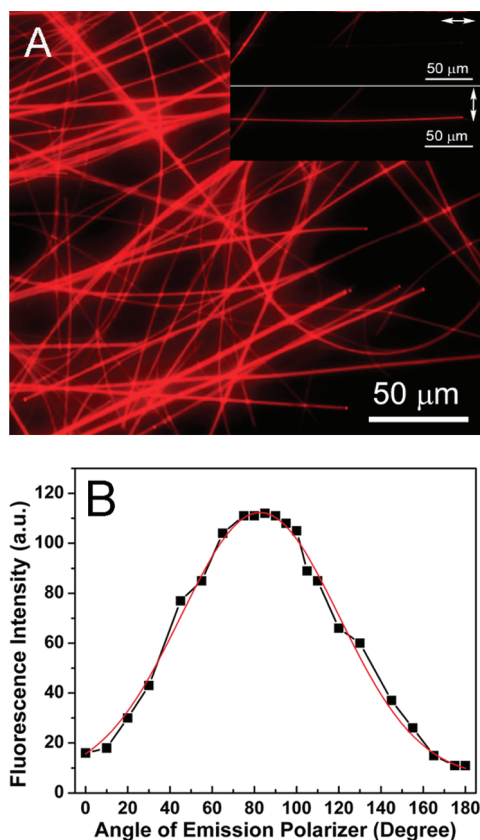 A
50 μm
50 μm
50 μm
B
Fluorescence Intensity (a.u.)
120
100
80
60
40
20
0
0 20 40 60 80 100 120 140 160 180
Angle of Emission Polarizer (Degree)